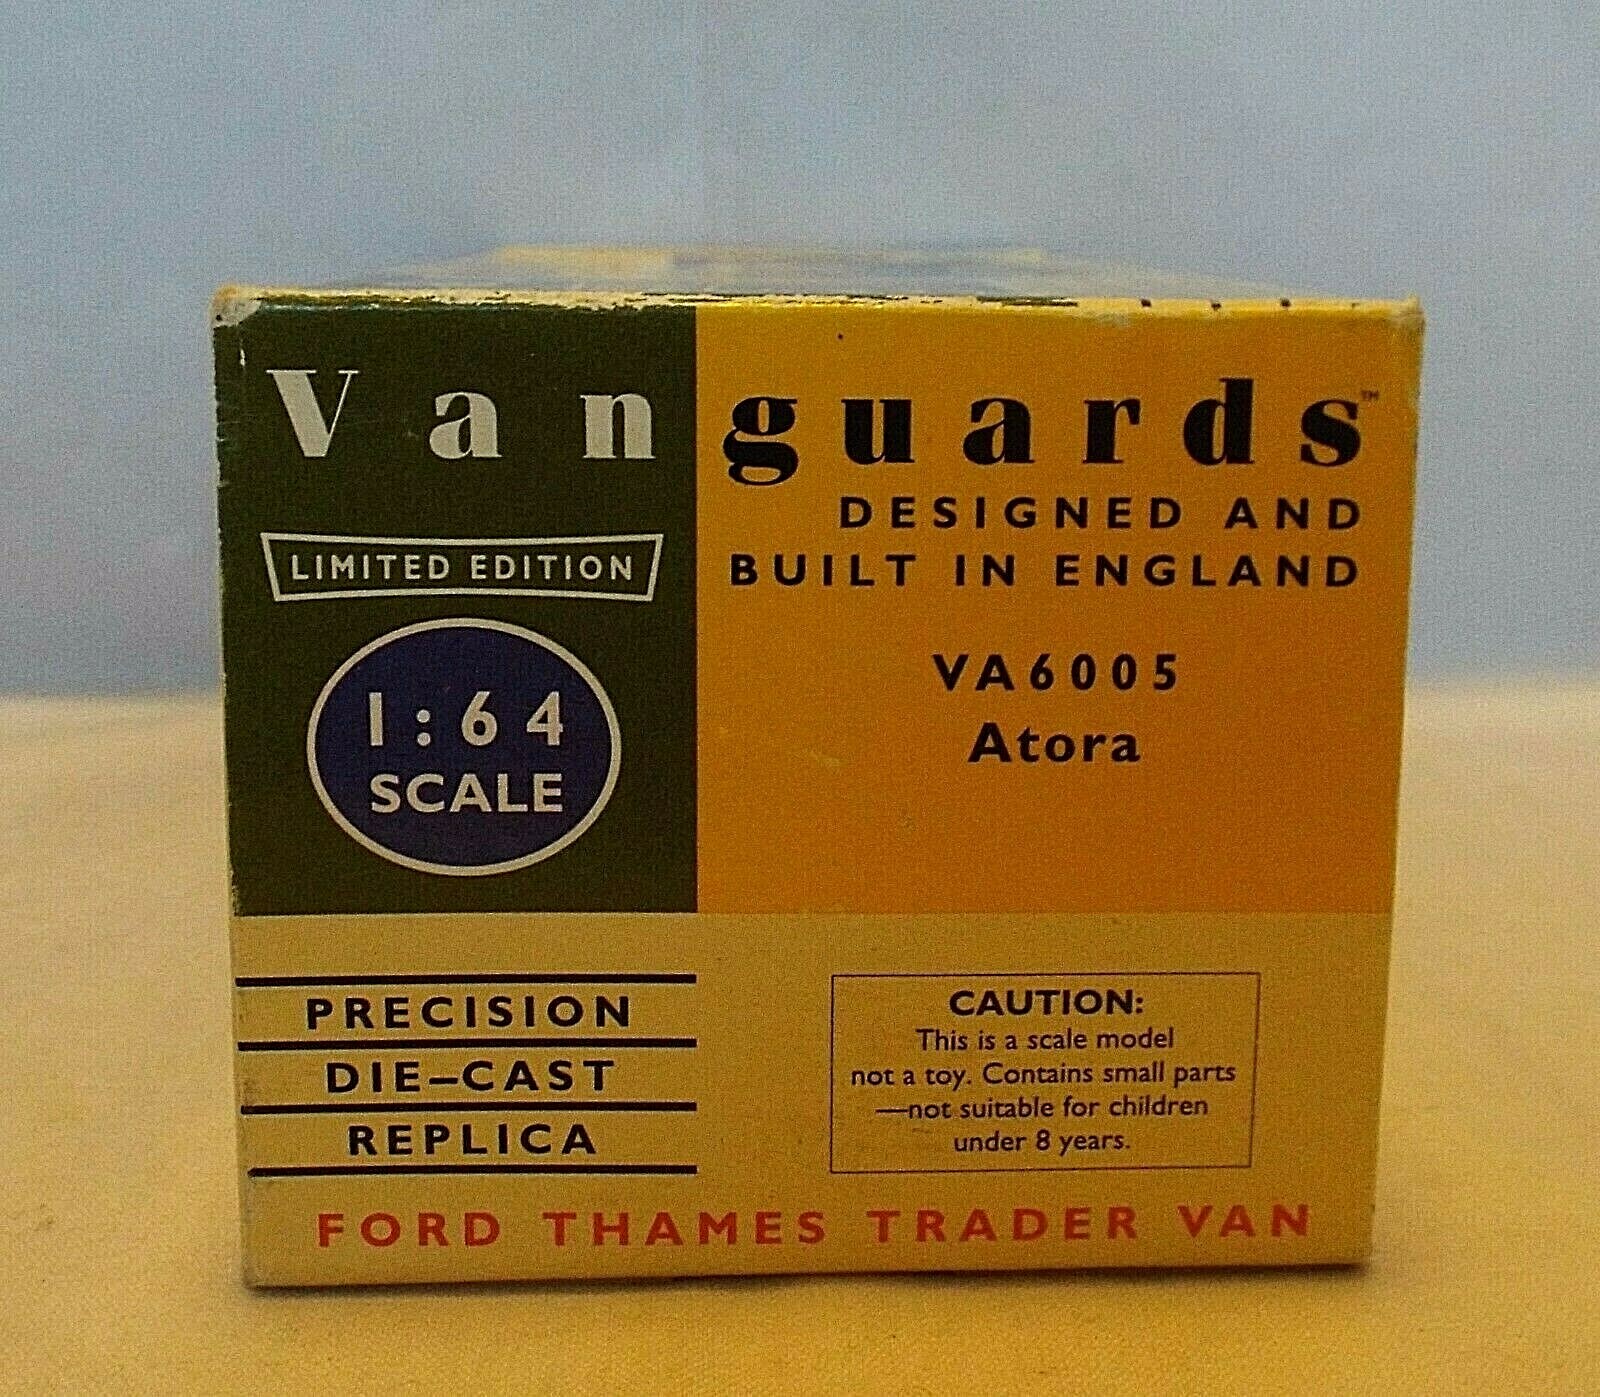 Vanguards™
DESIGNED AND
BUILT IN ENGLAND
LIMITED EDITION
1:64
SCALE
VA6005
Atora
PRECISION
DIE–CAST
REPLICA
CAUTION:
This is a scale model
not a toy. Contains small parts
—not suitable for children
under 8 years.
FORD THAMES TRADER VAN